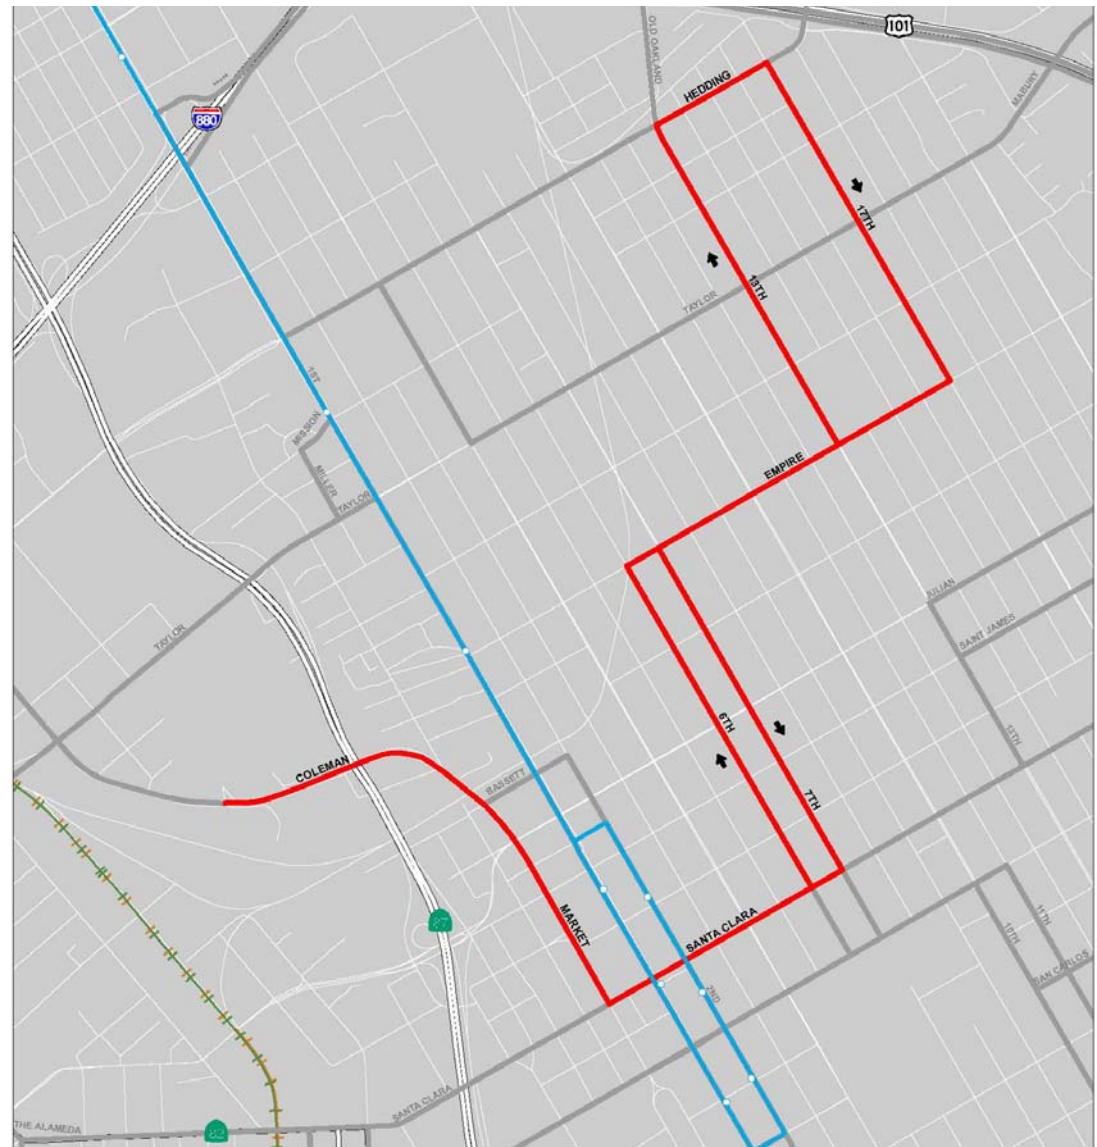 101
OLD OAKLAND
HEDDING
MABURY
880
17TH
13TH
TAYLOR
1ST
MISSION
MILLER
TAYLOR
EMPIRE
JULIAN
SAINT JAMES
TAYLOR
6TH
13TH
COLEMAN
BASSETT
7TH
MARKET
87
SANTA CLARA
11TH
10TH
SAN CARLOS
2ND
SANTA CLARA
THE ALAMEDA
82